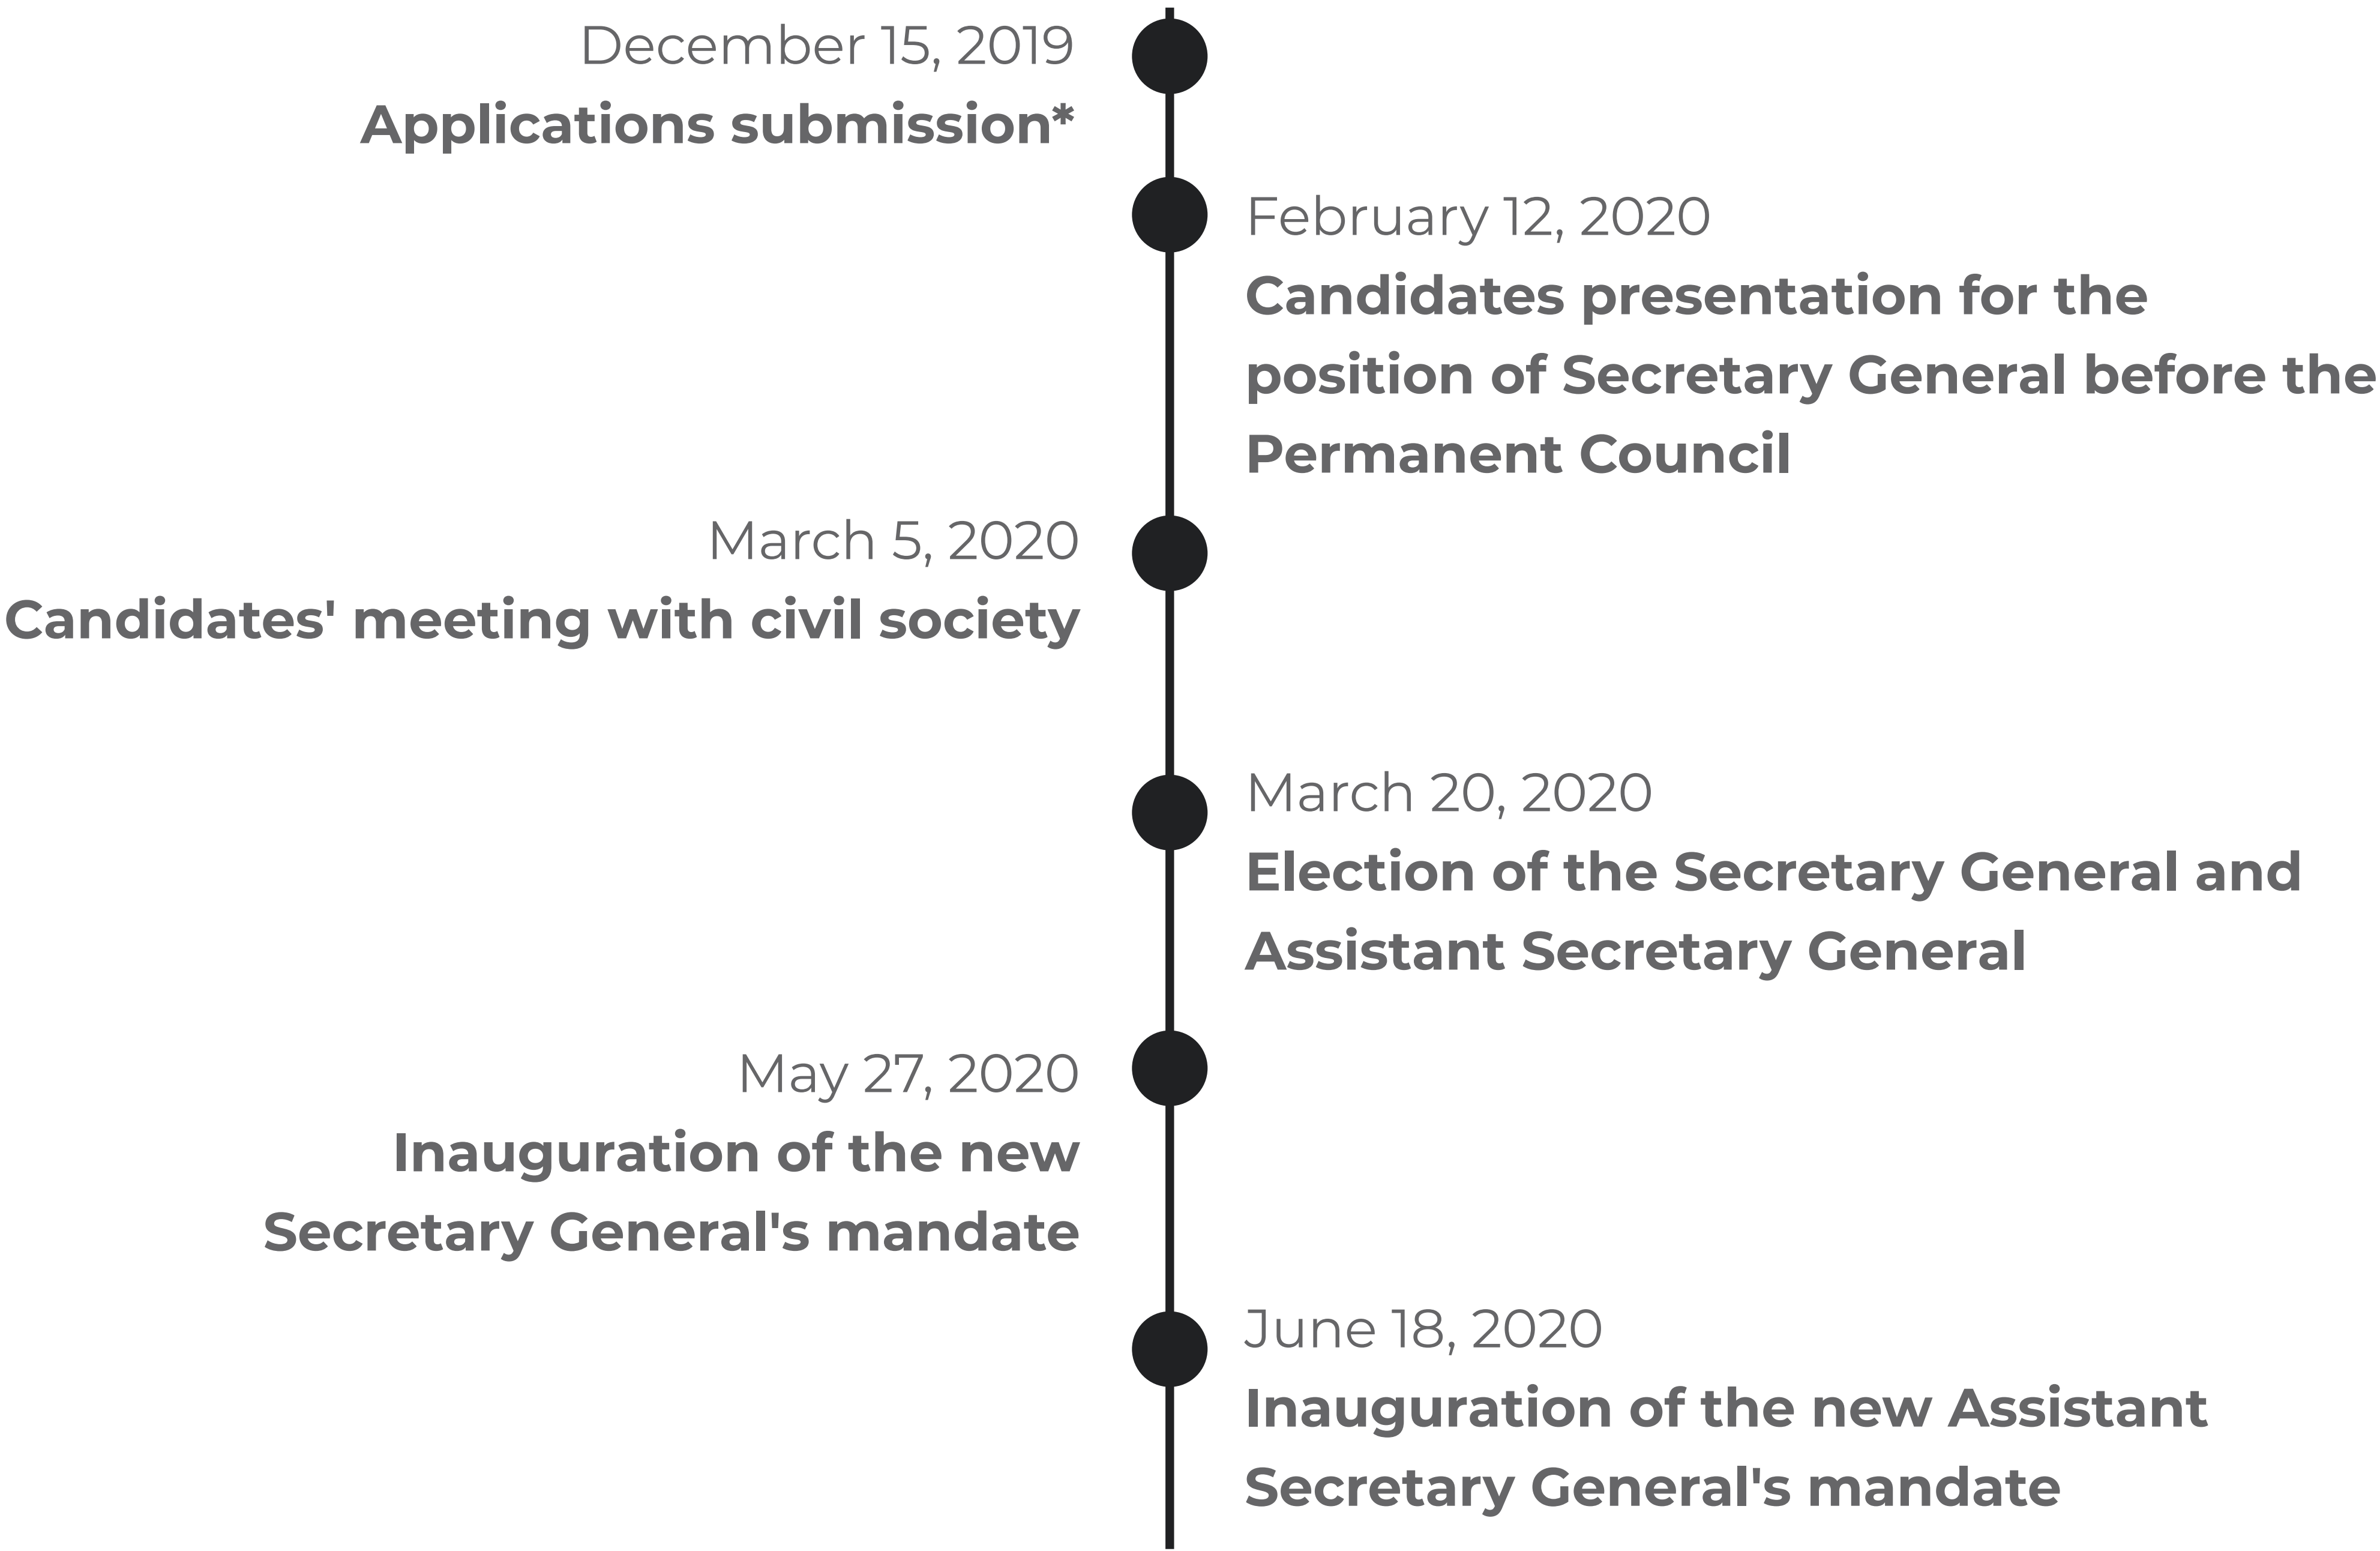 December 15, 2019
Applications submission*
February 12, 2020
Candidates presentation for the
position of Secretary General before the
Permanent Council
March 5, 2020
Candidates' meeting with civil society
March 20, 2020
Election of the Secretary General and
Assistant Secretary General
May 27, 2020
Inauguration of the new
Secretary General's mandate
June 18, 2020
Inauguration of the new Assistant
Secretary General's mandate